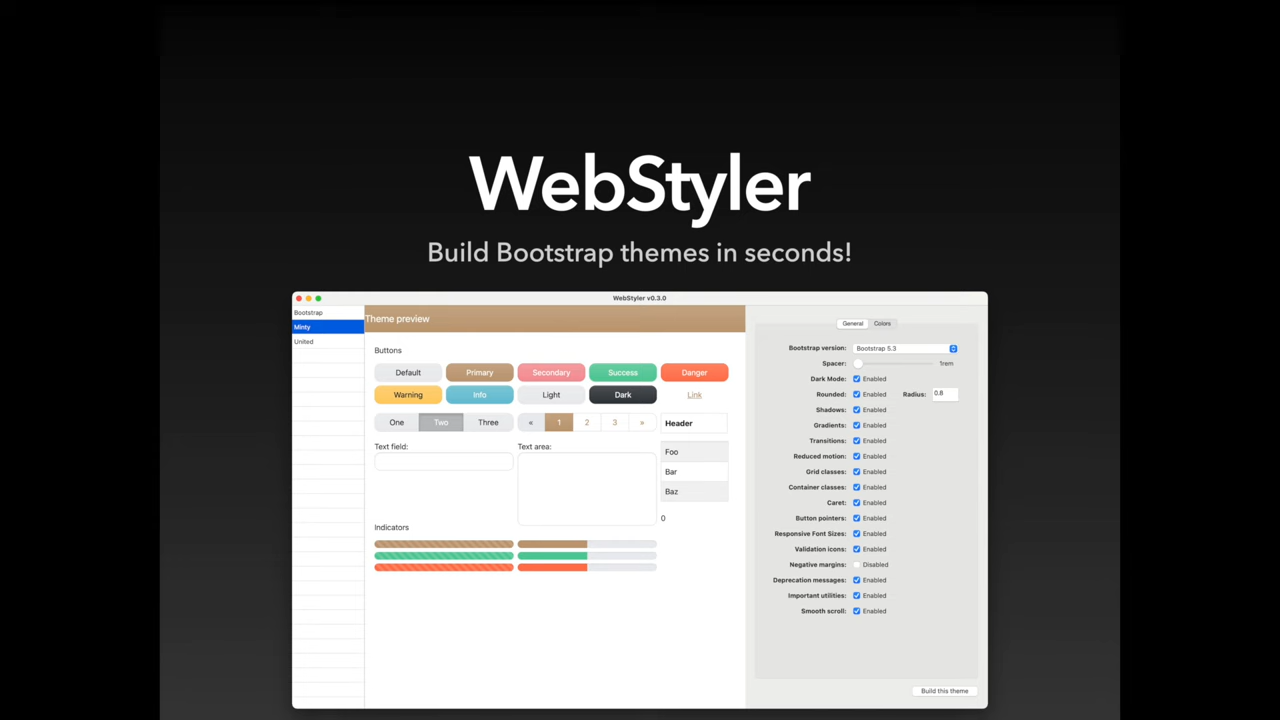 WebStyler
Build Bootstrap themes in seconds!
WebStyler v0.3.0
Bootstrap
Minty
United
Theme preview
Buttons
Default Primary Secondary Success Danger
Warning Info Light Dark Link
One Two Three « 1 2 3 » Header
Text field: Text area:
Foo
Bar
Baz
0
Indicators
General Colors
Bootstrap version: Bootstrap 5.3
Spacer: 1rem
Dark Mode: Enabled
Rounded: Enabled Radius: 0.8
Shadows: Enabled
Gradients: Enabled
Transitions: Enabled
Reduced motion: Enabled
Grid classes: Enabled
Container classes: Enabled
Caret: Enabled
Button pointers: Enabled
Responsive Font Sizes: Enabled
Validation icons: Enabled
Negative margins: Disabled
Deprecation messages: Enabled
Important utilities: Enabled
Smooth scroll: Enabled
Build this theme